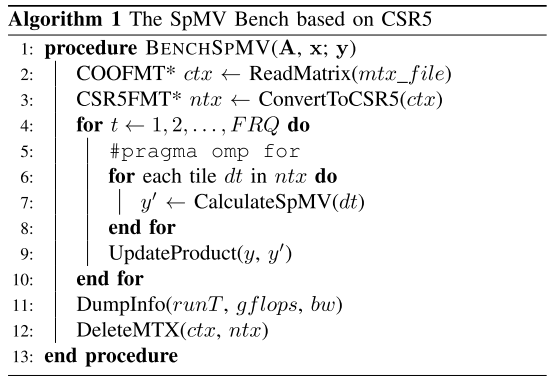 Algorithm 1 The SpMV Bench based on CSR5
1: procedure BENCHSPMV(A, x; y)
2: COOFMT* ctx ← ReadMatrix(mtx_file)
3: CSR5FMT* ntx ← ConvertToCSR5(ctx)
4: for t ← 1, 2, . . . , FRQ do
5: #pragma omp for
6: for each tile dt in ntx do
7: y′ ← CalculateSpMV(dt)
8: end for
9: UpdateProduct(y, y′)
10: end for
11: DumpInfo(runT, gflops, bw)
12: DeleteMTX(ctx, ntx)
13: end procedure